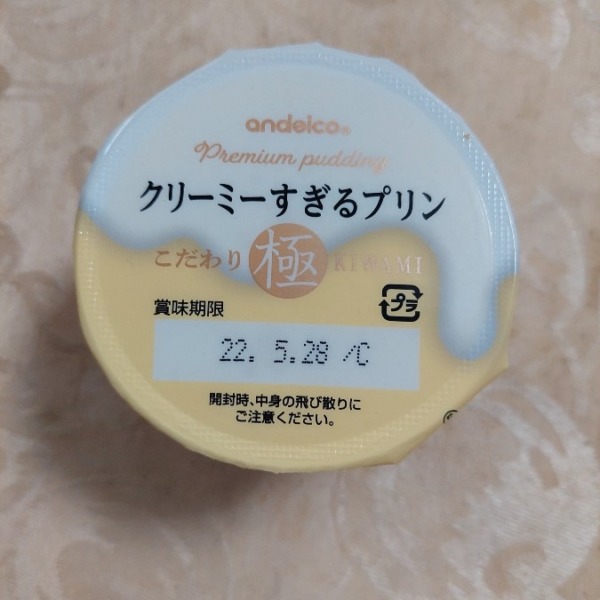 andeico®
Premium pudding
クリーミーすぎるプリン
こだわり 極 KIWAMI
賞味期限
プラ
22. 5.28 /C
開封時、中身の飛び散りに
ご注意ください。